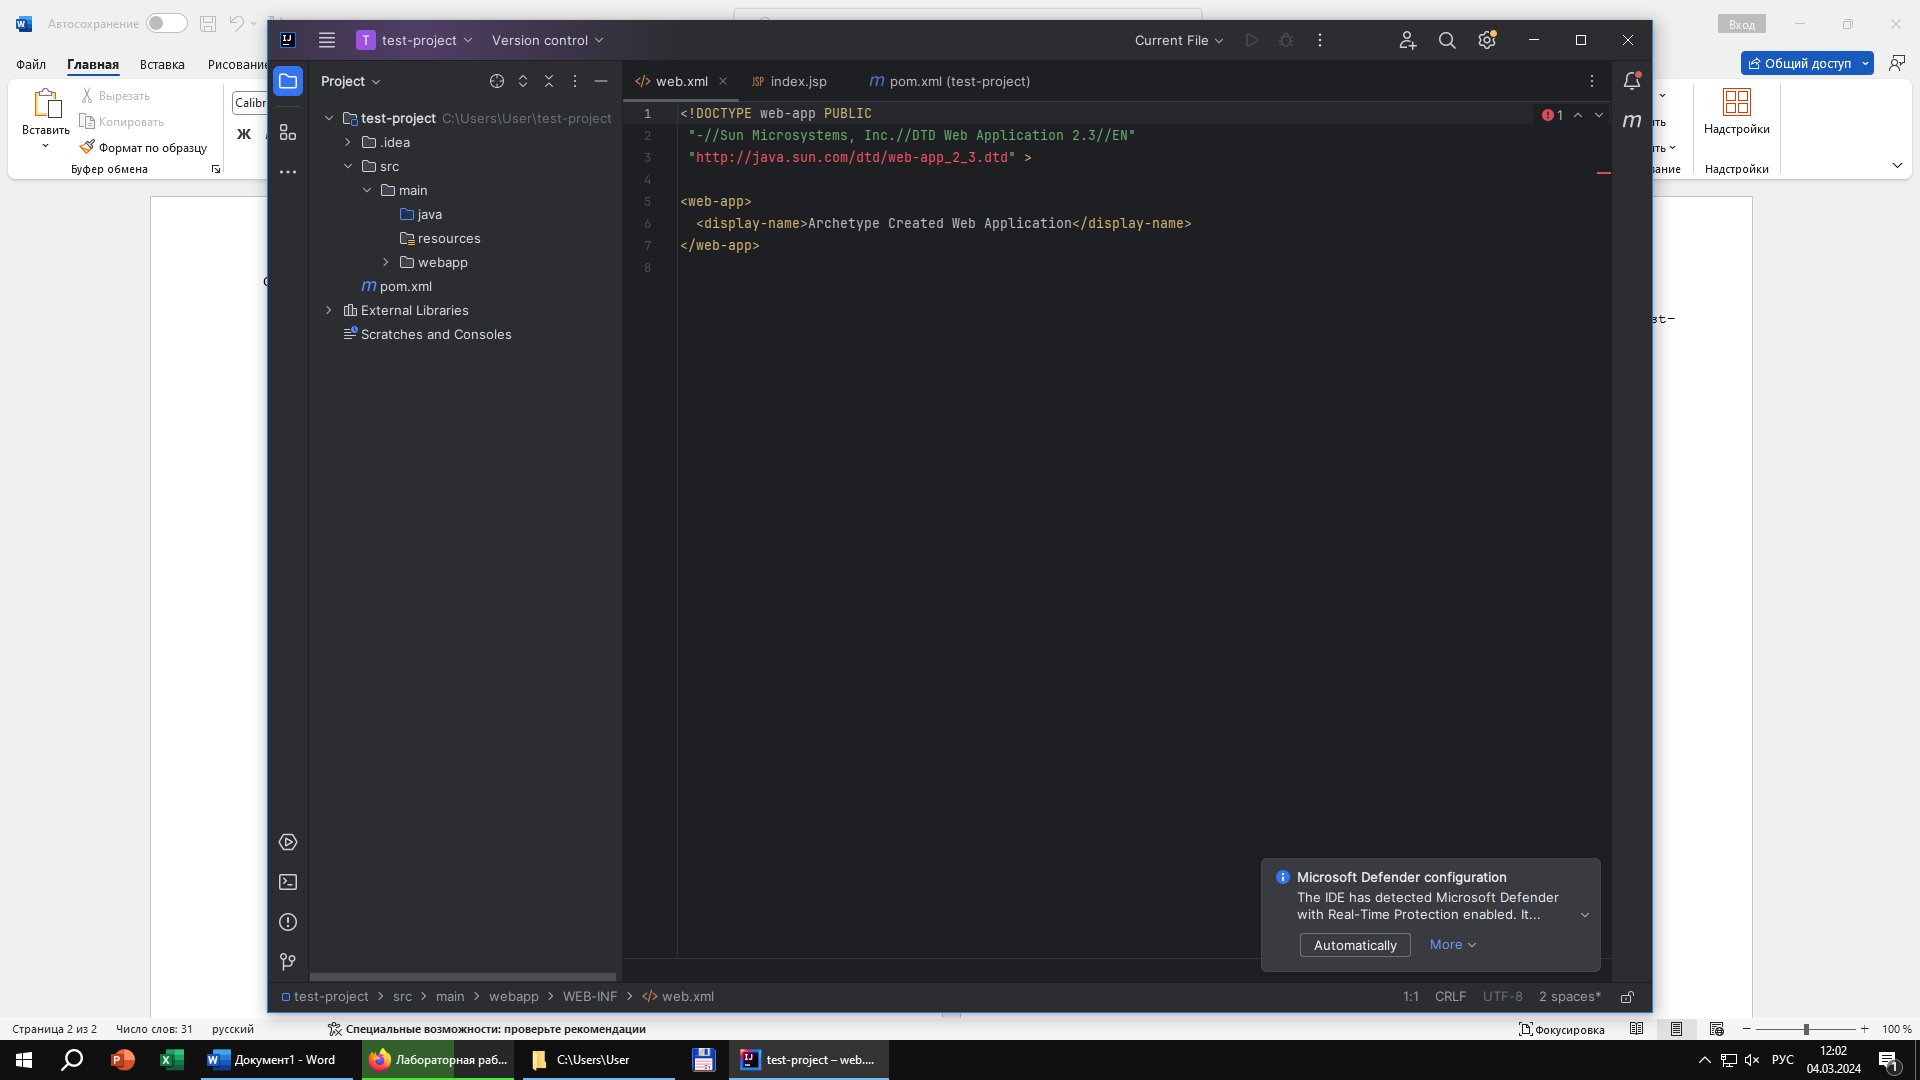 Автосохранение
Вход
Файл
Главная
Вставка
Рисование
Общий доступ
Вставить
Вырезать
Копировать
Формат по образцу
Буфер обмена
Calibr
Ж
Надстройки
Надстройки
test-project
Version control
Current File
Project
web.xml
index.jsp
pom.xml (test-project)
test-project C:\Users\User\test-project
.idea
src
main
java
resources
webapp
pom.xml
External Libraries
Scratches and Consoles
1 <!DOCTYPE web-app PUBLIC
2 "-//Sun Microsystems, Inc.//DTD Web Application 2.3//EN"
3 "http://java.sun.com/dtd/web-app_2_3.dtd" >
4
5 <web-app>
6 <display-name>Archetype Created Web Application</display-name>
7 </web-app>
8
1
Microsoft Defender configuration
The IDE has detected Microsoft Defender
with Real-Time Protection enabled. It...
Automatically
More
test-project > src > main > webapp > WEB-INF > web.xml
1:1 CRLF UTF-8 2 spaces*
Страница 2 из 2
Число слов: 31
русский
Специальные возможности: проверьте рекомендации
Фокусировка
100 %
Документ1 - Word
Лабораторная раб...
C:\Users\User
test-project – web....
РУС
12:02
04.03.2024
1